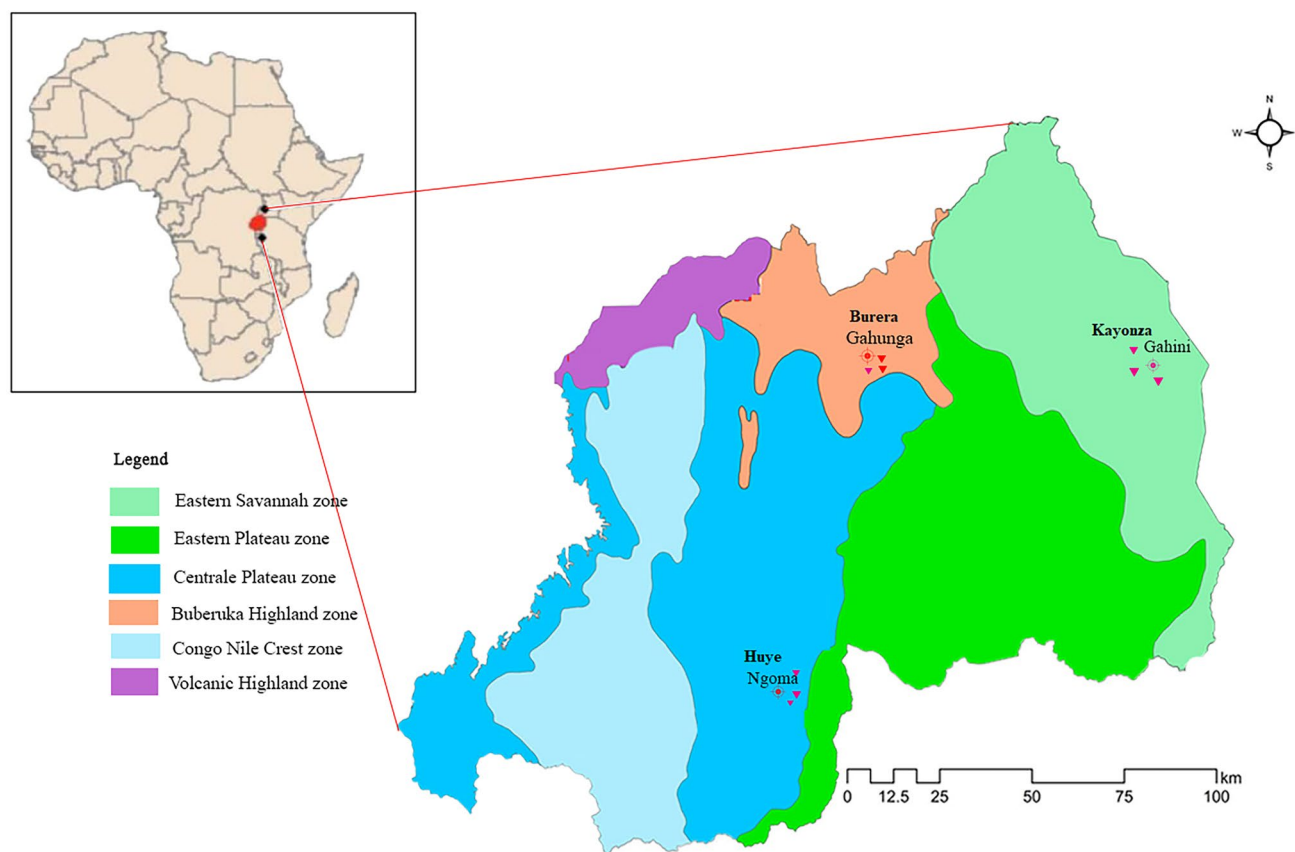 N
W E
S
Burera
Gahunga
Kayonza
Gahini
Legend
Eastern Savannah zone
Eastern Plateau zone
Centrale Plateau zone
Buberuka Highland zone
Congo Nile Crest zone
Volcanic Highland zone
Huye
Ngoma
km
0 12.5 25 50 75 100